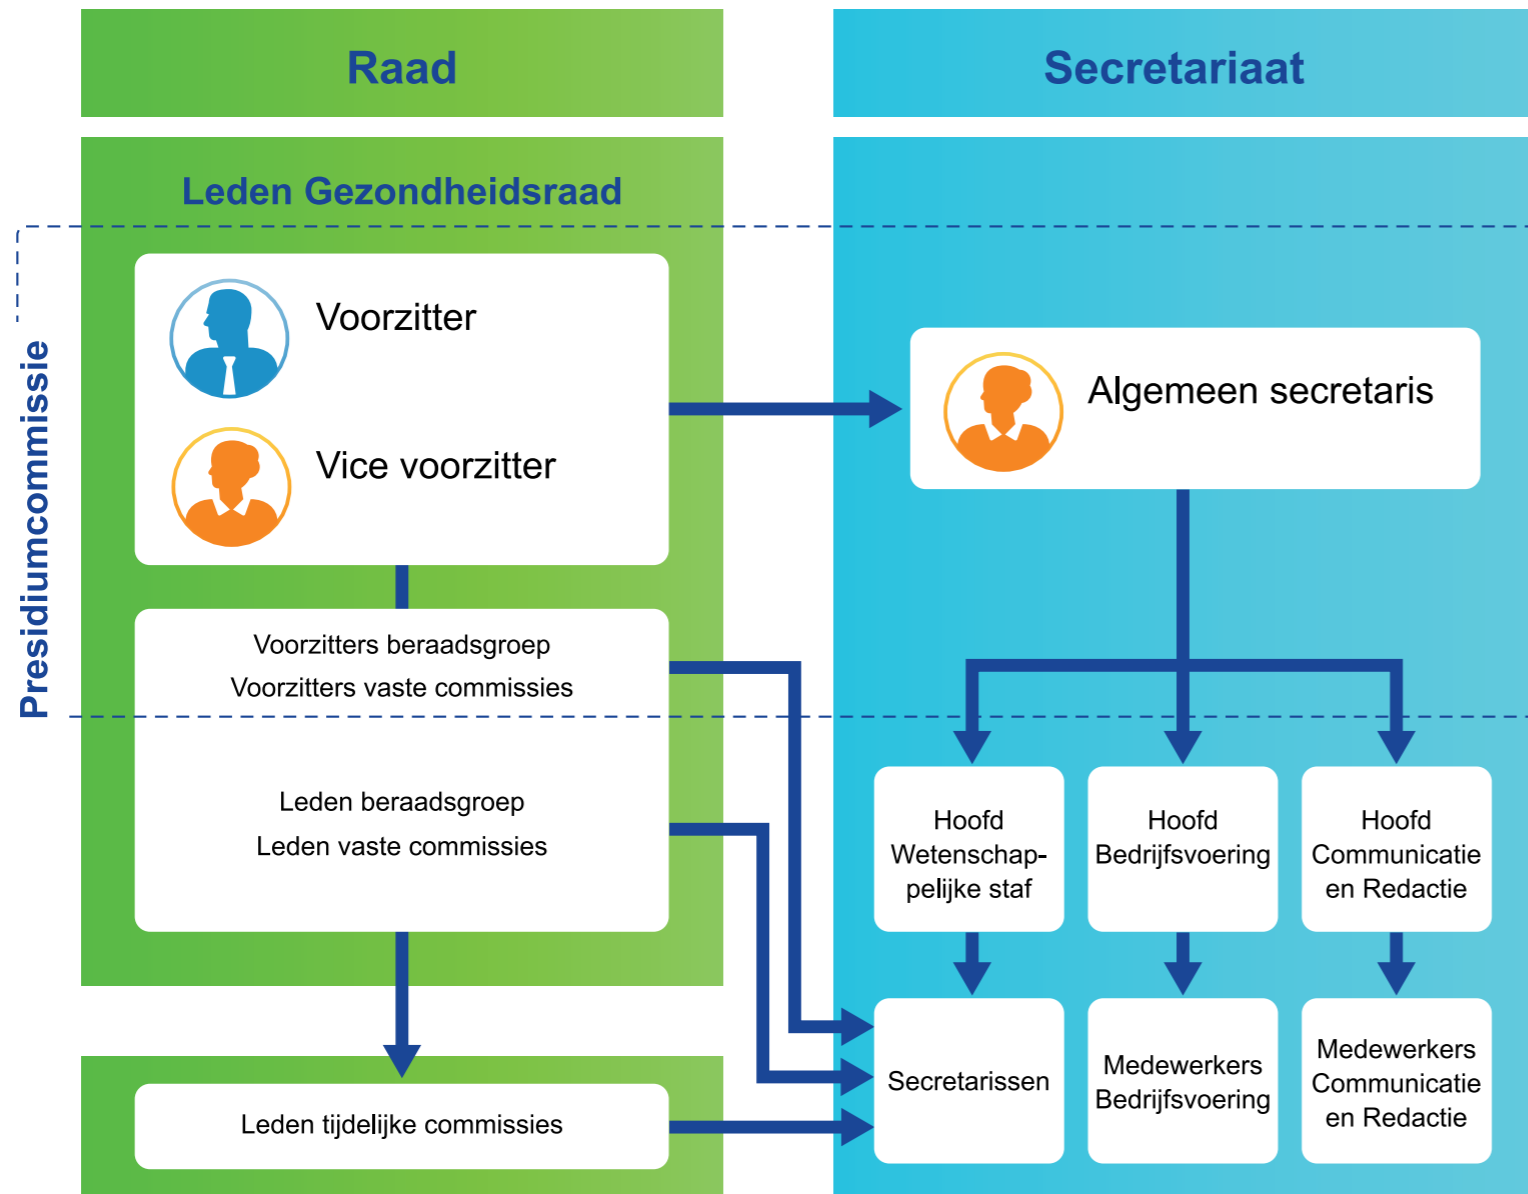 Raad
Secretariaat
Leden Gezondheidsraad
Presidiumcommissie
Voorzitter
Vice voorzitter
Algemeen secretaris
Voorzitters beraadsgroep
Voorzitters vaste commissies
Leden beraadsgroep
Leden vaste commissies
Hoofd
Wetenschap-
pelijke staf
Hoofd
Bedrijfsvoering
Hoofd
Communicatie
en Redactie
Leden tijdelijke commissies
Secretarissen
Medewerkers
Bedrijfsvoering
Medewerkers
Communicatie
en Redactie